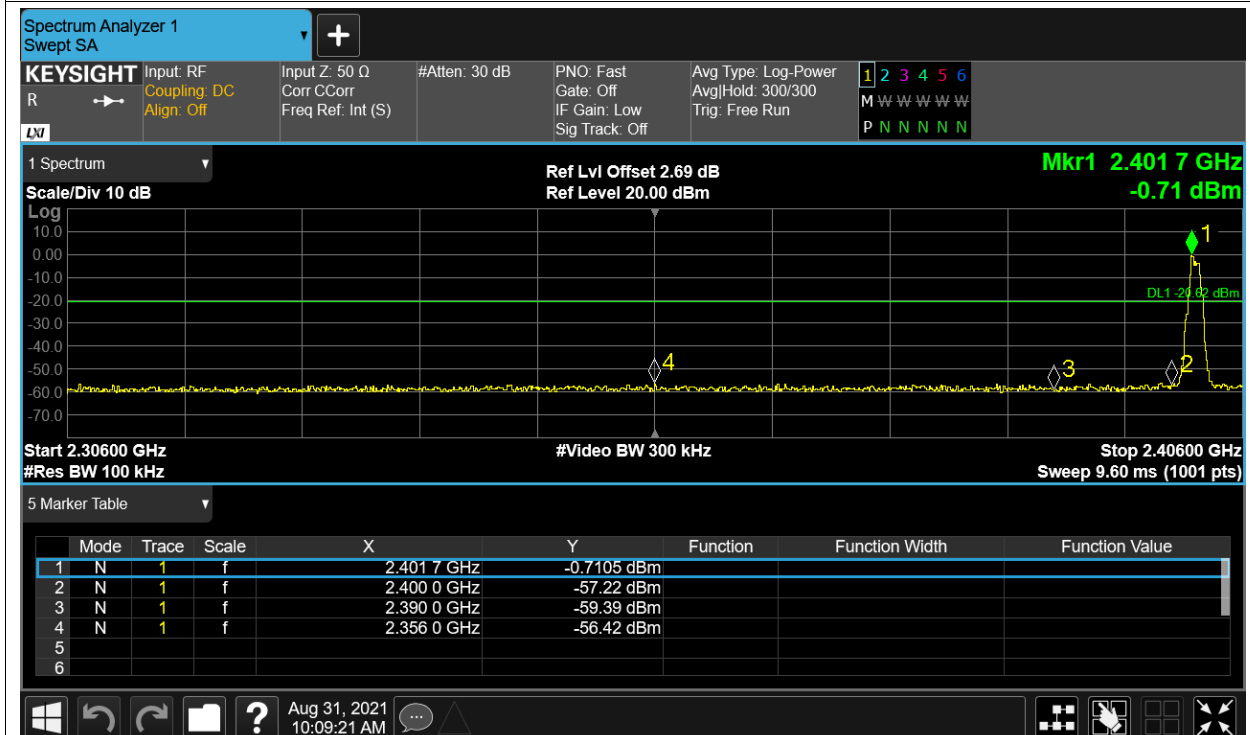 Spectrum Analyzer 1
Swept SA
+
KEYSIGHT
R
LXI
Input: RF
Coupling: DC
Align: Off
Input Z: 50 Ω
Corr CCorr
Freq Ref: Int (S)
#Atten: 30 dB
PNO: Fast
Gate: Off
IF Gain: Low
Sig Track: Off
Avg Type: Log-Power
Avg|Hold: 300/300
Trig: Free Run
1 2 3 4 5 6
M W W W W W
P N N N N N
1 Spectrum
Scale/Div 10 dB
Ref Lvl Offset 2.69 dB
Ref Level 20.00 dBm
Mkr1 2.401 7 GHz
-0.71 dBm
Log
10.0
0.00
-10.0
-20.0
-30.0
-40.0
-50.0
-60.0
-70.0
1
DL1 -20.62 dBm
4
3
2
Start 2.30600 GHz
#Res BW 100 kHz
#Video BW 300 kHz
Stop 2.40600 GHz
Sweep 9.60 ms (1001 pts)
5 Marker Table
Mode Trace Scale X Y Function Function Width Function Value
1 N 1 f 2.401 7 GHz -0.7105 dBm
2 N 1 f 2.400 0 GHz -57.22 dBm
3 N 1 f 2.390 0 GHz -59.39 dBm
4 N 1 f 2.356 0 GHz -56.42 dBm
5
6
?
Aug 31, 2021
10:09:21 AM